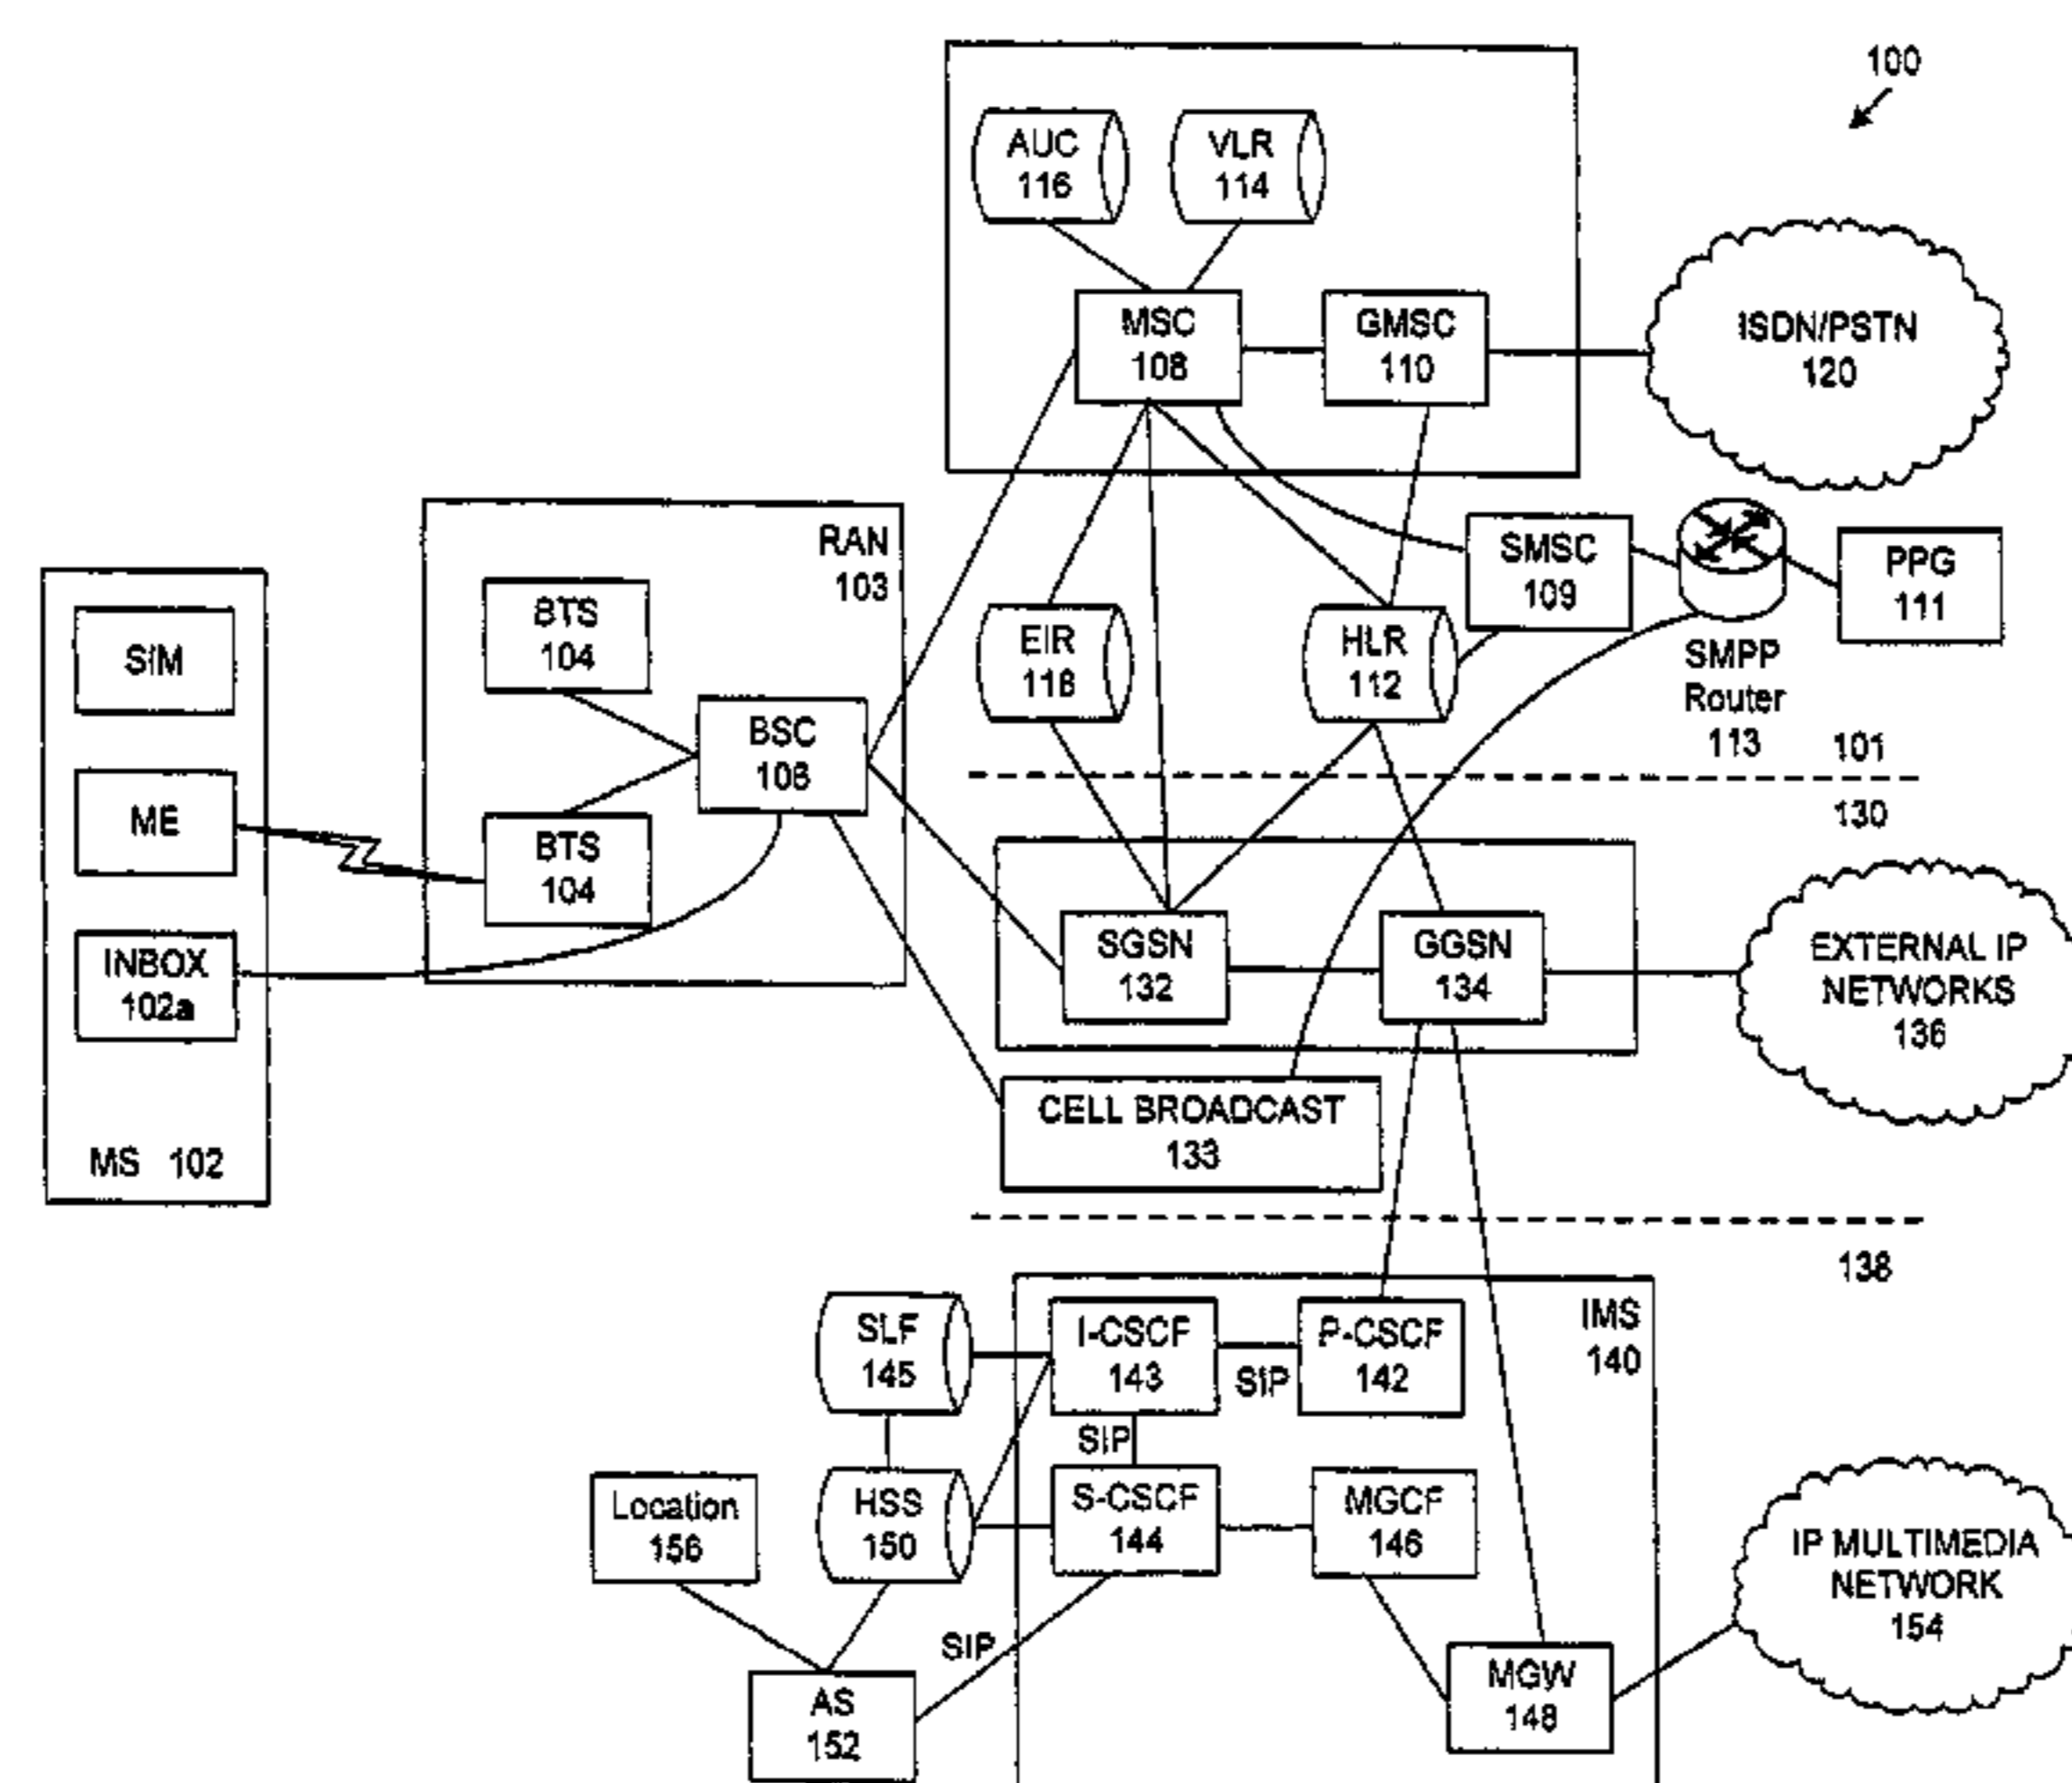 100
AUC
116
VLR
114
MSC
108
GMSC
110
ISDN/PSTN
120
RAN
103
BTS
104
BSC
106
BTS
104
SIM
ME
INBOX
102a
MS 102
EIR
118
HLR
112
SMSC
109
SMPP
Router
113
PPG
111
101
130
SGSN
132
GGSN
134
EXTERNAL IP
NETWORKS
136
CELL BROADCAST
133
138
IMS
140
SLF
145
I-CSCF
143
SIP
P-CSCF
142
SIP
Location
156
HSS
150
S-CSCF
144
MGCF
146
IP MULTIMEDIA
NETWORK
154
SIP
AS
152
MGW
148